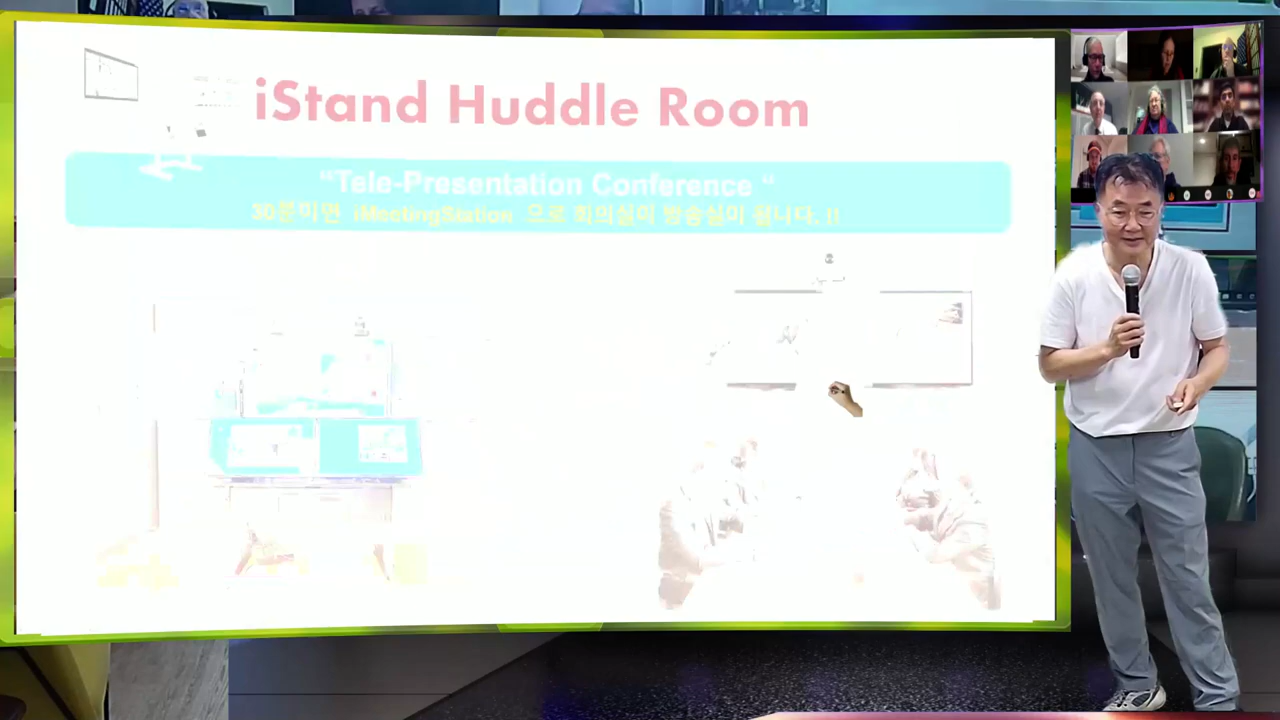 iStand Huddle Room
"Tele-Presentation Conference "
30분이면 iMeetingStation 으로 회의실이 방송실이 됩니다. !!